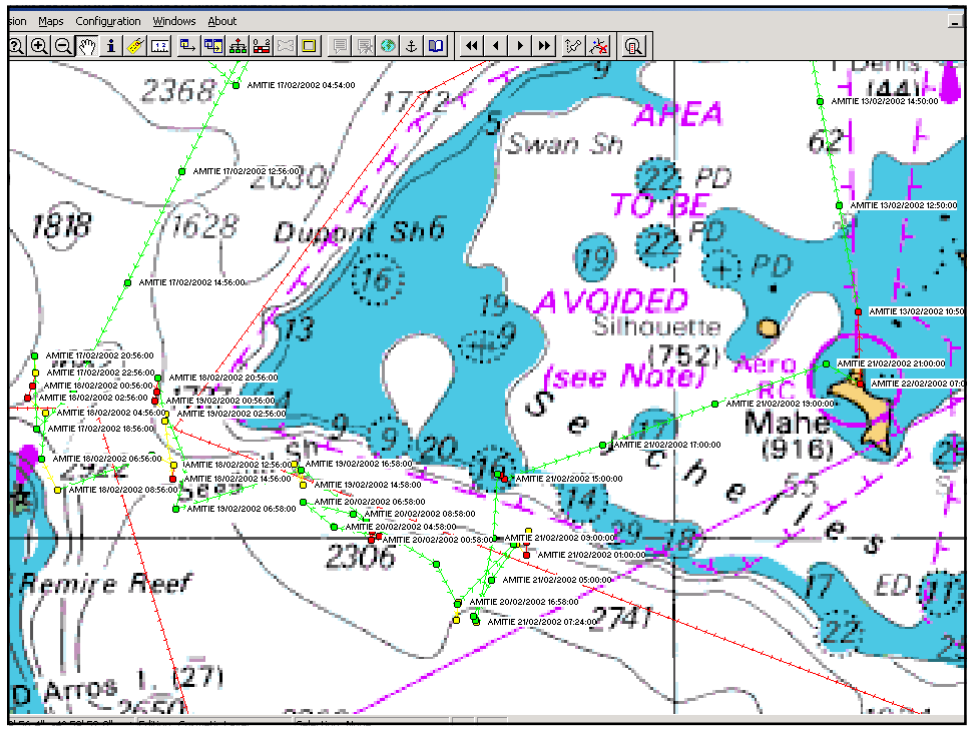 sion Maps Configuration Windows About
2368
AMITIE 17/02/2002 04:54:00
1772
9
5
AREA
1 Denis
(44)
AMITIE 13/02/2002 14:50:00
Swan Sh
62
AMITIE 17/02/2002 12:56:00
2030
22 PD
TO BE
AMITIE 13/02/2002 12:50:00
1818
1628
Dupont Sh 6
22 PD
19
PD
AMITIE 17/02/2002 14:56:00
16
19
AVOIDED
AMITIE 13/02/2002 10:50
13
9
Silhouette
(752)
AMITIE 17/02/2002 20:56:00
AMITIE 21/02/2002 21:00:00
Aero
RC
AMITIE 17/02/2002 22:56:00
AMITIE 18/02/2002 20:56:00
(see Note)
AMITIE 18/02/2002 00:56:00
AMITIE 22/02/2002 07:0
AMITIE 18/02/2002 02:56:00
AMITIE 19/02/2002 00:56:00
4
AMITIE 21/02/2002 19:00:00
AMITIE 18/02/2002 04:56:00
AMITIE 19/02/2002 02:56:00
Mahe
(916)
AMITIE 17/02/2002 18:56:00
9
9
20
Seychelles
AMITIE 21/02/2002 17:00:00
AMITIE 18/02/2002 06:56:00
AMITIE 18/02/2002 12:56:00
AMITIE 19/02/2002 16:58:00
16
2922
Sh
AMITIE 18/02/2002 14:56:00
AMITIE 21/02/2002 15:00:00
AMITIE 18/02/2002 08:56:00
AMITIE 19/02/2002 14:58:00
55
AMITIE 19/02/2002 06:58:00
AMITIE 20/02/2002 06:58:00
14
AMITIE 20/02/2002 08:58:00
AMITIE 20/02/2002 04:58:00
AMITIE 20/02/2002 00:58:00
AMITIE 21/02/2002 09:00:00
29
18
2306
AMITIE 21/02/2002 01:00:00
Remire Reef
AMITIE 21/02/2002 05:00:00
17
ED
11
AMITIE 20/02/2002 16:58:00
AMITIE 21/02/2002 07:24:00
2741
22
D'Arros I. (27)
2650